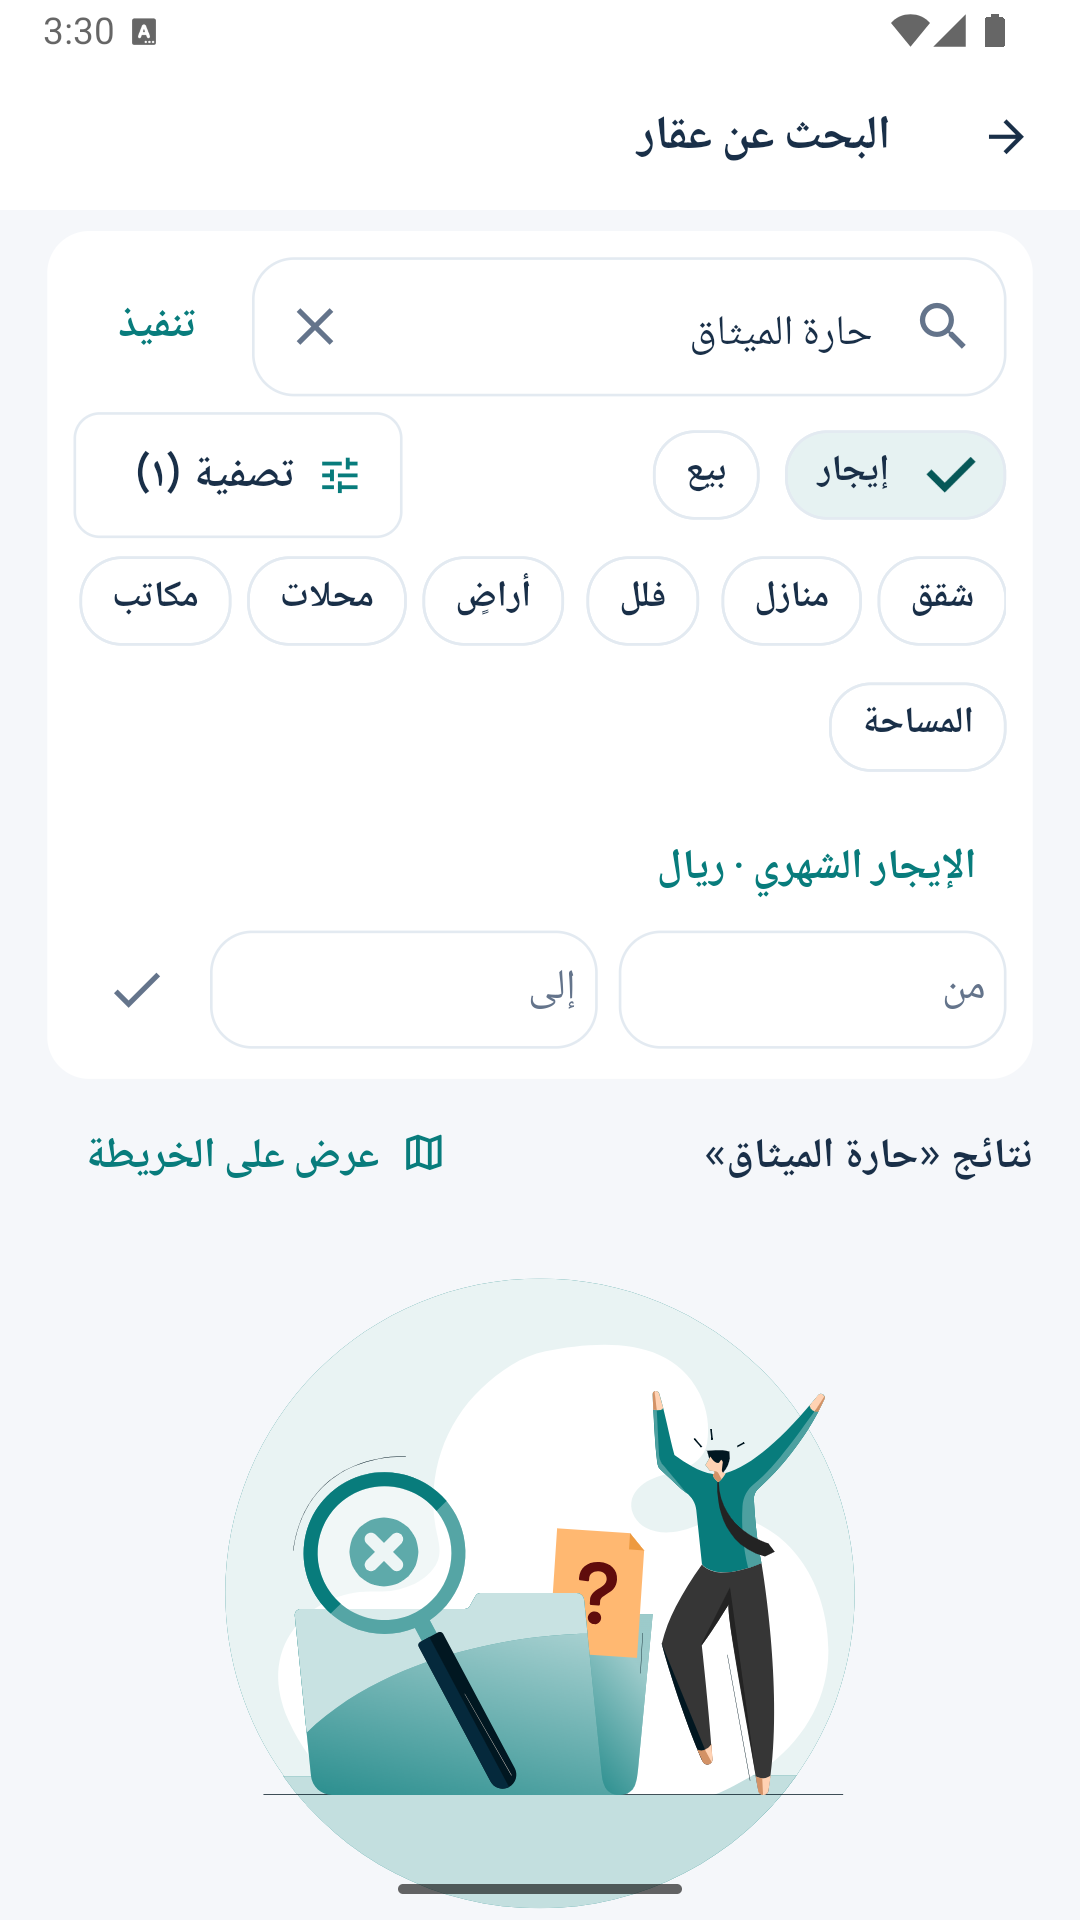 3:30
البحث عن عقار
حارة الميثاق
تنفيذ
إيجار
بيع
تصفية (١)
شقق
منازل
فلل
أراضٍ
محلات
مكاتب
المساحة
الإيجار الشهري · ريال
من
إلى
نتائج «حارة الميثاق»
عرض على الخريطة
?